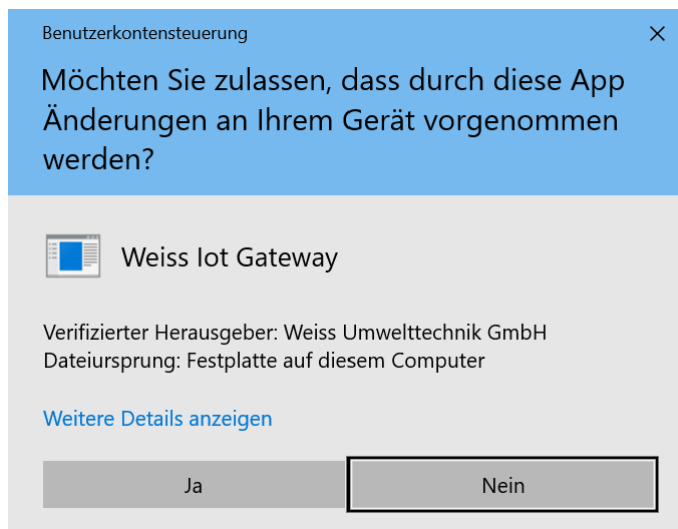 Benutzerkontensteuerung
Möchten Sie zulassen, dass durch diese App
Änderungen an Ihrem Gerät vorgenommen
werden?
Weiss Iot Gateway
Verifizierter Herausgeber: Weiss Umwelttechnik GmbH
Dateiursprung: Festplatte auf diesem Computer
Weitere Details anzeigen
Ja Nein